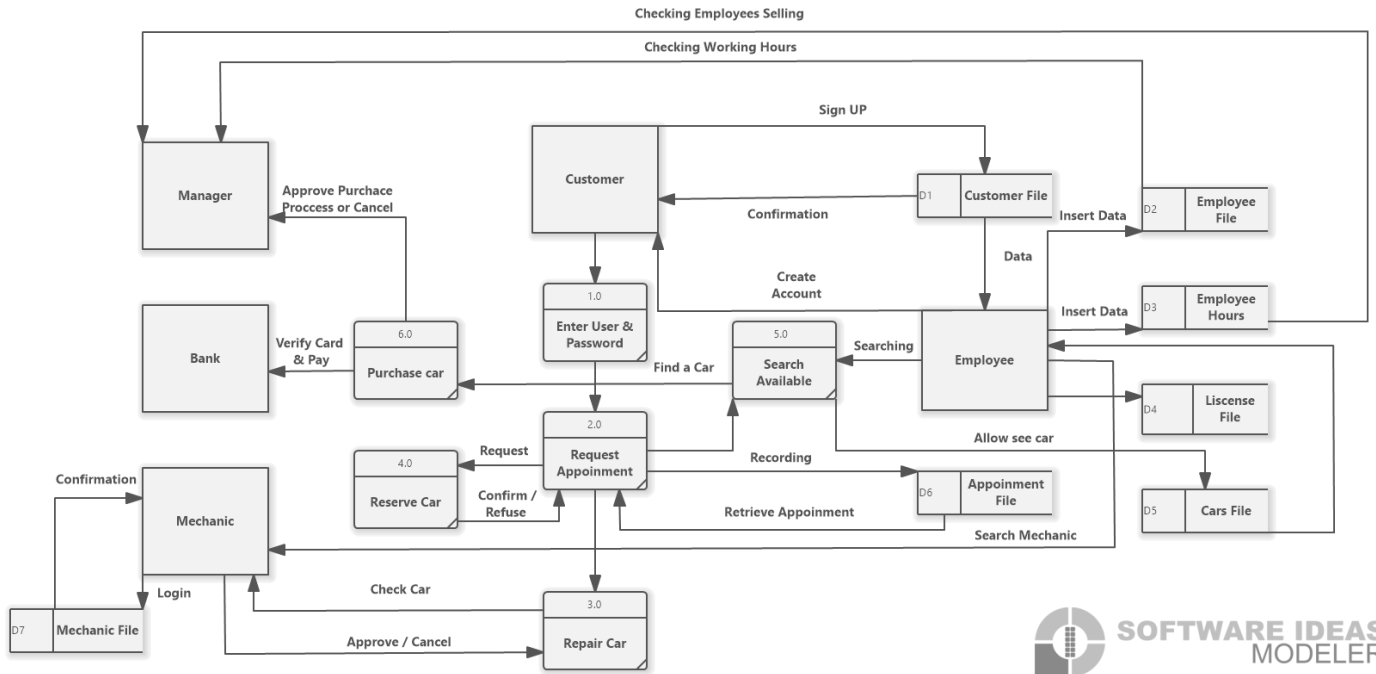 Checking Employees Selling
Checking Working Hours
Sign UP
Manager
Approve Purchace
Proccess or Cancel
Customer
Confirmation
D1
Customer File
Insert Data
D2
Employee
File
Data
Create
Account
1.0
Enter User &
Password
Bank
Verify Card
& Pay
6.0
Purchase car
Find a Car
5.0
Search
Available
Searching
Employee
Insert Data
D3
Employee
Hours
D4
Liscense
File
Allow see car
2.0
Request
Appoinment
Request
4.0
Reserve Car
Confirm /
Refuse
Recording
D6
Appoinment
File
Retrieve Appoinment
D5
Cars File
Search Mechanic
Confirmation
Mechanic
Login
D7
Mechanic File
Check Car
Approve / Cancel
3.0
Repair Car
SOFTWARE IDEAS
MODELER